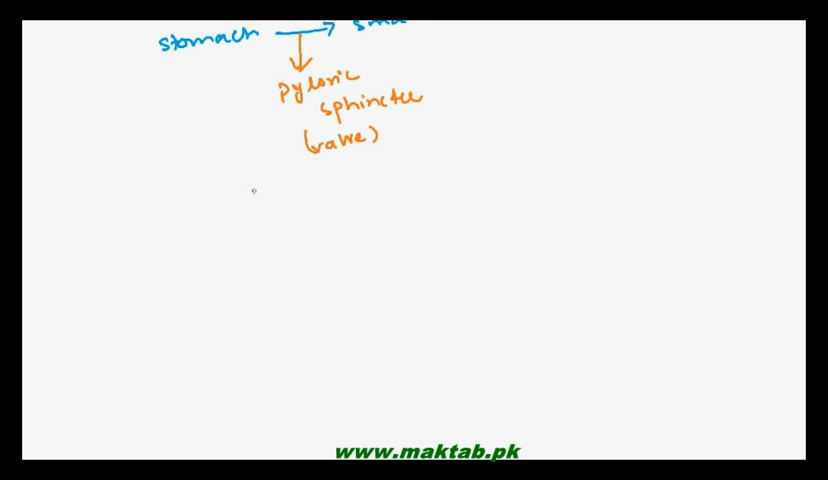 stomach
Pyloric
sphincter
(valve)
www.maktab.pk